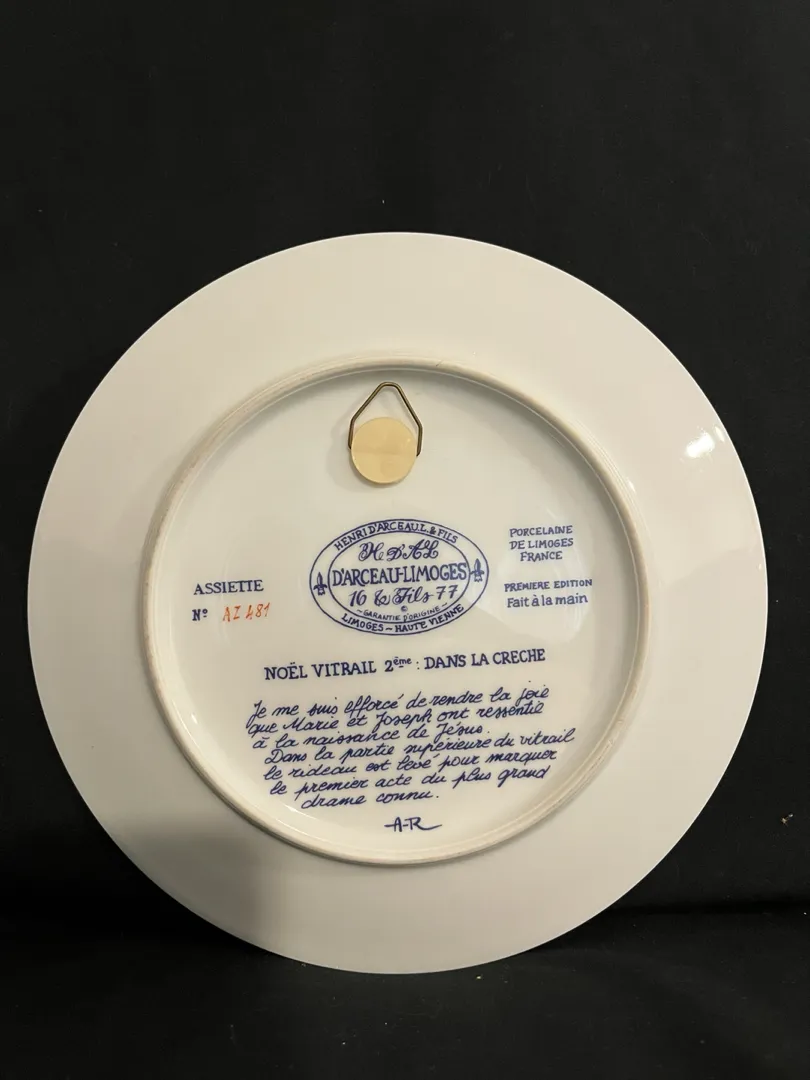 HENRI D'ARCEAU.L.& FILS
H. D'A&L
D'ARCEAU-LIMOGES
16 & Fils 77
©
-GARANTIE D'ORIGINE-
LIMOGES - HAUTE VIENNE
PORCELAINE
DE LIMOGES
FRANCE
PREMIERE EDITION
Fait à la main
ASSIETTE
Nº AZ481
NOËL VITRAIL 2ème : DANS LA CRECHE
Je me suis efforcé de rendre la joie
que Marie et Joseph ont ressentie
à la naissance de Jésus.
Dans la partie supérieure du vitrail
le rideau est levé pour marquer
le premier acte du plus grand
drame connu.
A-R